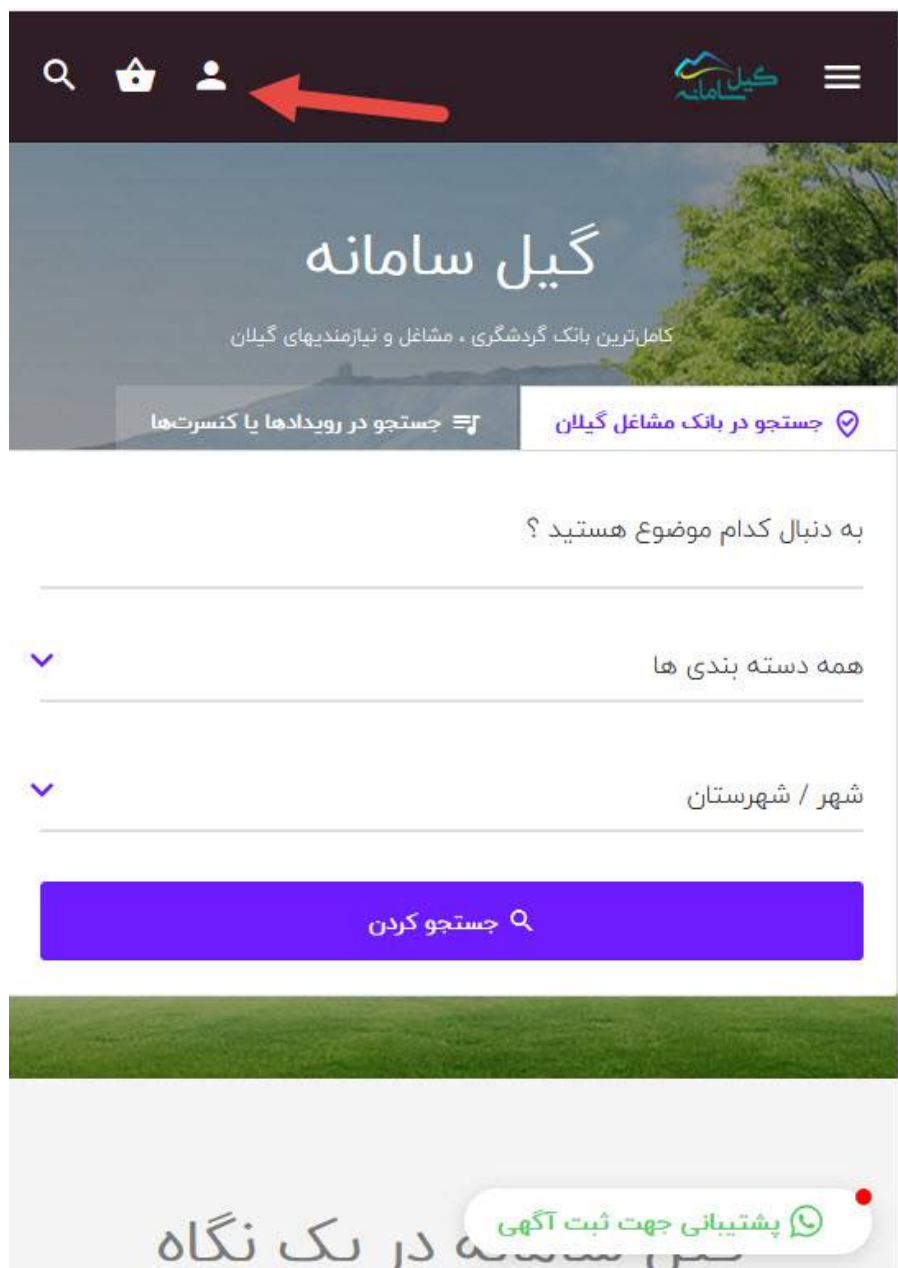 گیل سامانه
گیل سامانه
کامل‌ترین بانک گردشگری ، مشاغل و نیازمندیهای گیلان
جستجو در بانک مشاغل گیلان
جستجو در رویدادها یا کنسرت‌ها
به دنبال کدام موضوع هستید ؟
همه دسته بندی ها
شهر / شهرستان
جستجو کردن
پشتیبانی جهت ثبت آگهی
در یک نگاه